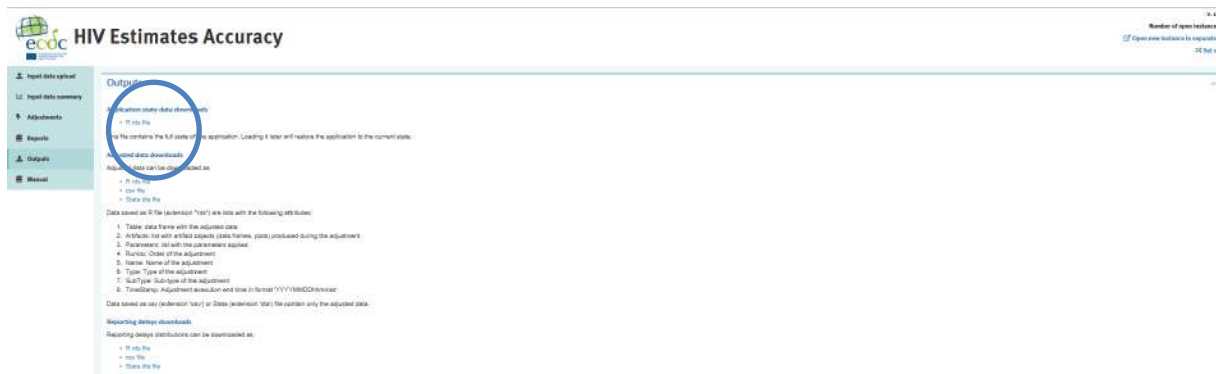 ecdc
HIV Estimates Accuracy
Number of open instance
Open new instance in separate
Input data upload
Input data summary
Adjustments
Reports
Outputs
Manual
Outputs
Application state data downloads
R rds file
The file contains the full state of the application. Loading it later will restore the application to the current state.
Adjusted data downloads
Adjusted data can be downloaded as
R rds file
csv file
Stata dta file
Data saved as R file (extension "rds") are lists with the following attributes:
1. Table: data frame with the adjusted data
2. Artifacts: list with artifact objects (data frames, plots) produced during the adjustment
3. Parameters: list with the parameters applied
4. RunIdx: Order of the adjustment
5. Name: Name of the adjustment
6. Type: Type of the adjustment
7. SubType: Sub-type of the adjustment
8. TimeStamp: Adjustment execution end time in format 'YYYYMMDDhhmmss'
Data saved as csv (extension 'csv') or Stata (extension 'dta') file contain only the adjusted data.
Reporting delays downloads
Reporting delays distributions can be downloaded as:
R rds file
csv file
Stata dta file